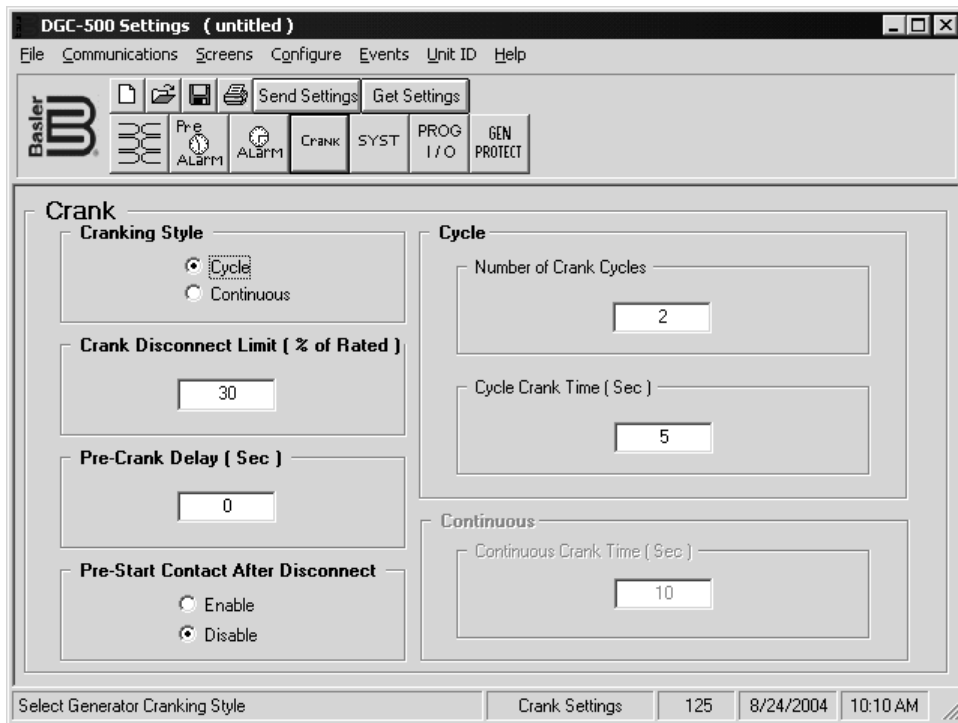 DGC-500 Settings ( untitled )
File Communications Screens Configure Events Unit ID Help
Basler
Send Settings Get Settings
Pre ALarm
ALarm
Crank
SYST
PROG I/O
GEN PROTECT
Crank
Cranking Style
Cycle
Continuous
Crank Disconnect Limit ( % of Rated )
30
Pre-Crank Delay ( Sec )
0
Pre-Start Contact After Disconnect
Enable
Disable
Cycle
Number of Crank Cycles
2
Cycle Crank Time ( Sec )
5
Continuous
Continuous Crank Time ( Sec )
10
Select Generator Cranking Style Crank Settings 125 8/24/2004 10:10 AM